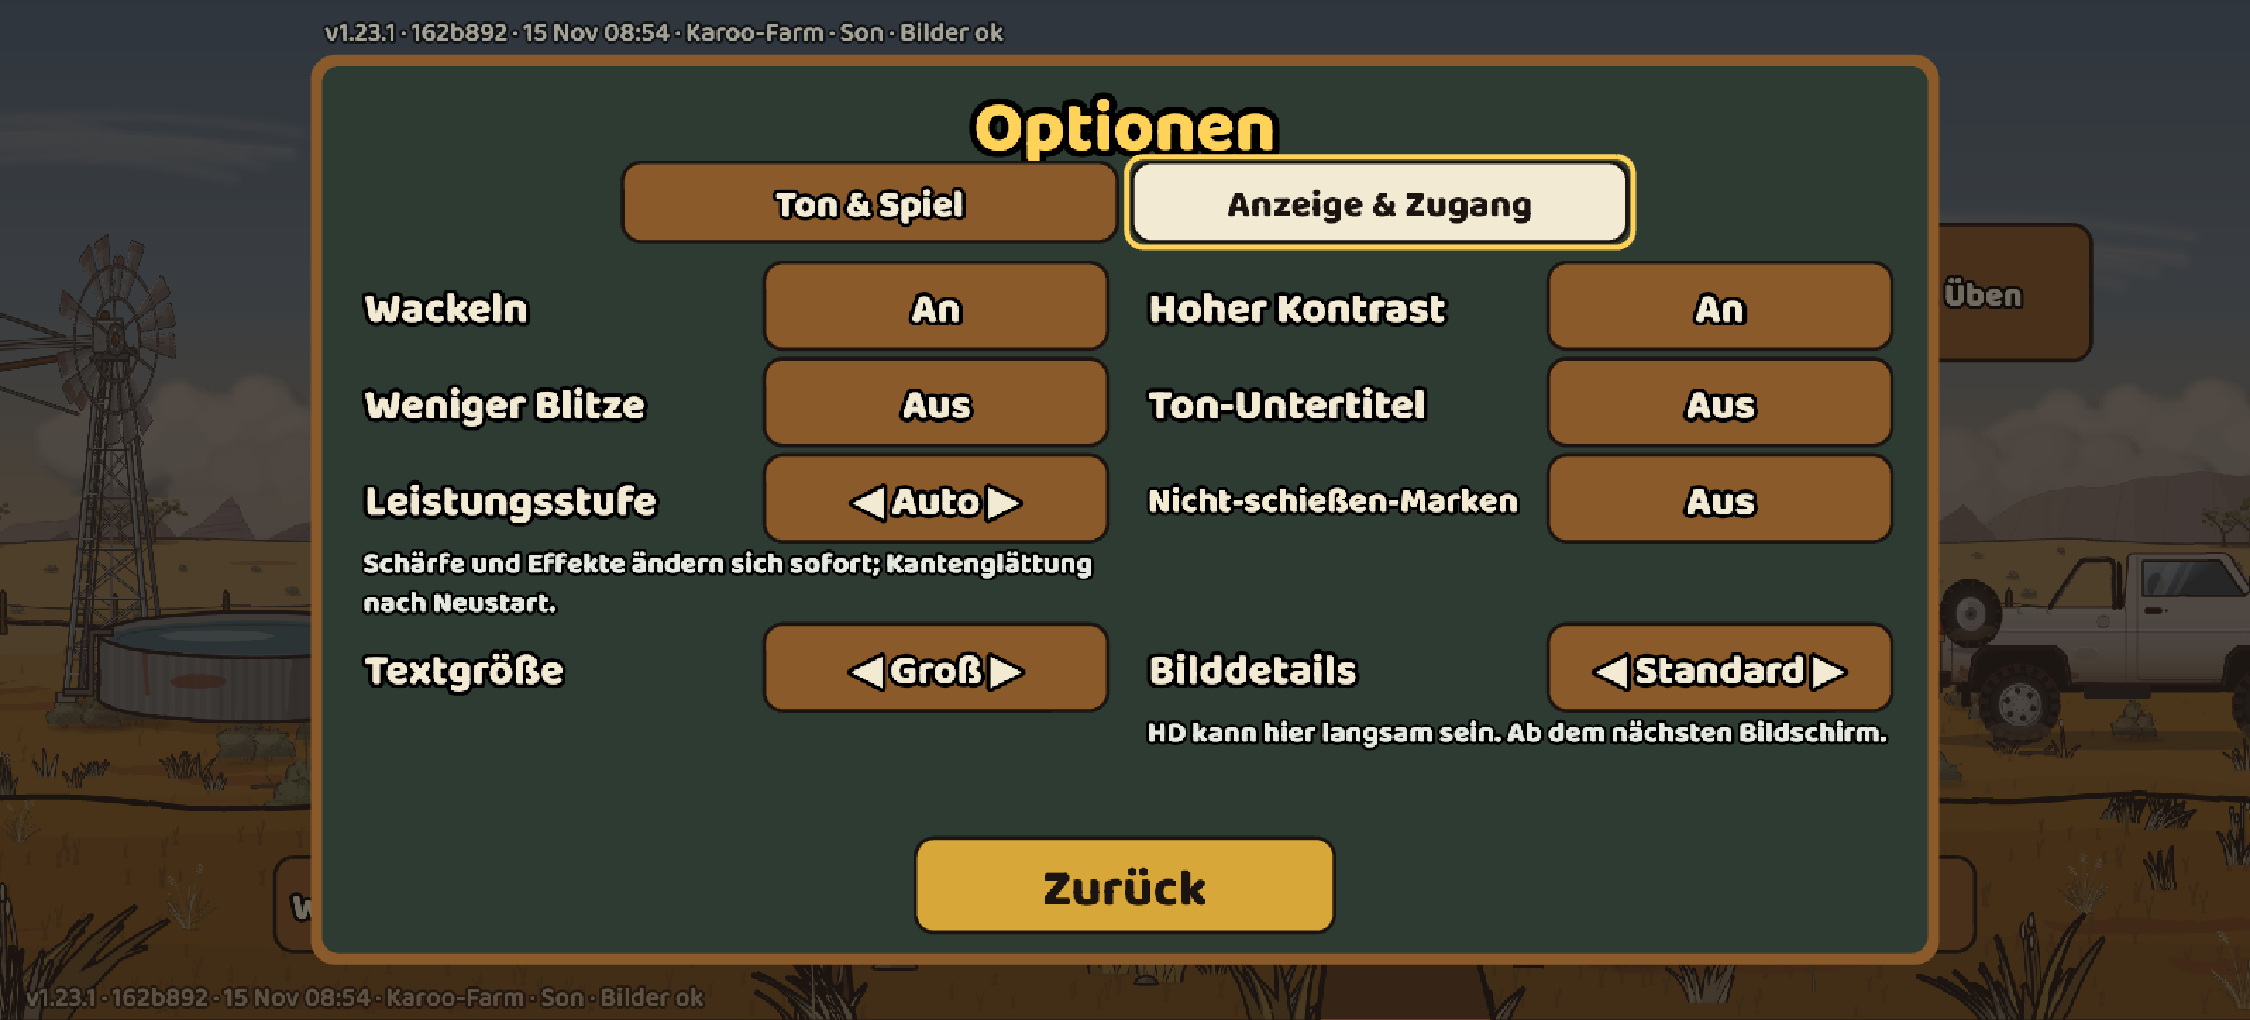 v1.23.1 · 162b892 · 15 Nov 08:54 · Karoo-Farm · Son · Bilder ok
Optionen
Ton & Spiel
Anzeige & Zugang
Wackeln
An
Hoher Kontrast
An
Üben
Weniger Blitze
Aus
Ton-Untertitel
Aus
Leistungsstufe
◀ Auto ▶
Nicht-schießen-Marken
Aus
Schärfe und Effekte ändern sich sofort; Kantenglättung
nach Neustart.
Textgröße
◀ Groß ▶
Bilddetails
◀ Standard ▶
HD kann hier langsam sein. Ab dem nächsten Bildschirm.
Zurück
v1.23.1 · 162b892 · 15 Nov 08:54 · Karoo-Farm · Son · Bilder ok